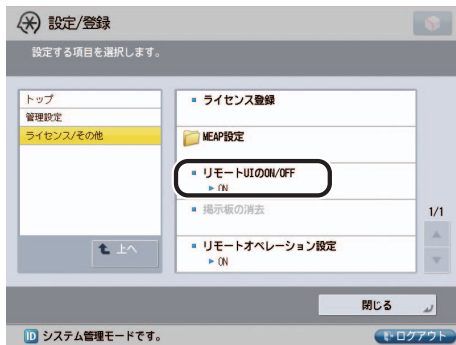 設定/登録
設定する項目を選択します。
トップ
管理設定
ライセンス/その他
上へ
ライセンス登録
MEAP設定
リモートUIのON/OFF
ON
掲示板の消去
リモートオペレーション設定
ON
1/1
閉じる
ID システム管理モードです。
ログアウト